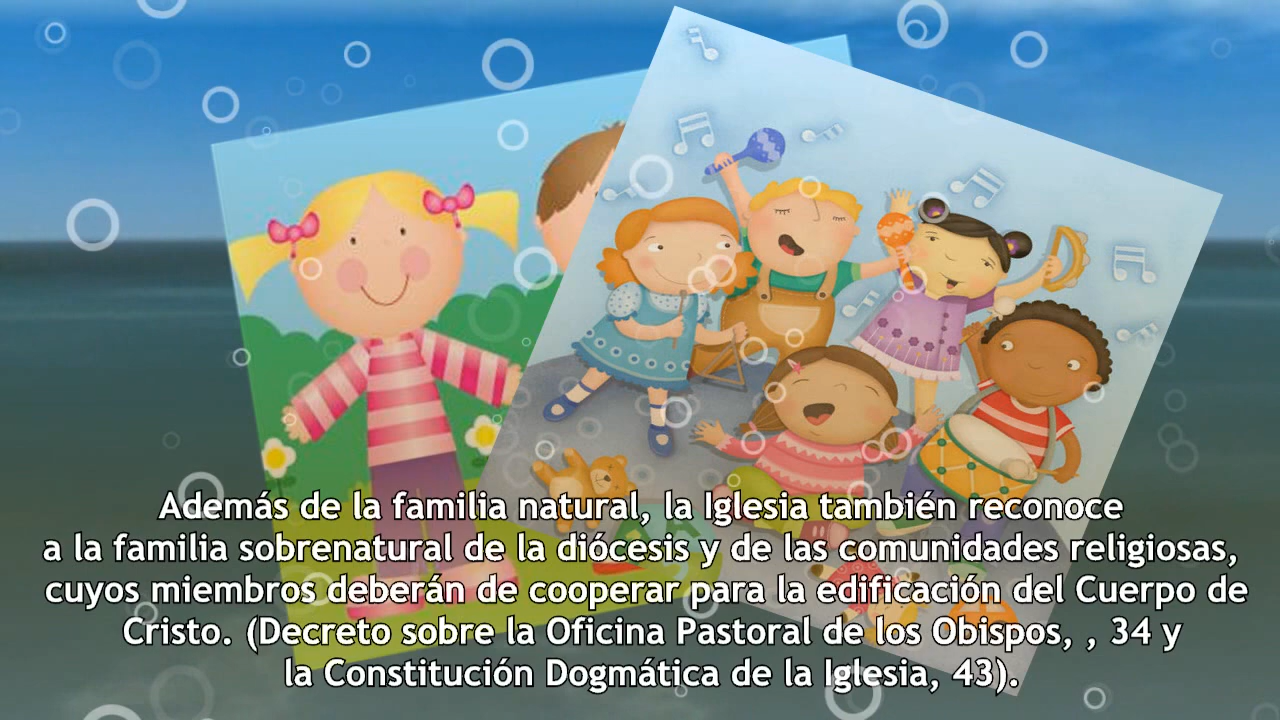 Además de la familia natural, la Iglesia también reconoce
a la familia sobrenatural de la diócesis y de las comunidades religiosas,
cuyos miembros deberán de cooperar para la edificación del Cuerpo de
Cristo. (Decreto sobre la Oficina Pastoral de los Obispos, , 34 y
la Constitución Dogmática de la Iglesia, 43).